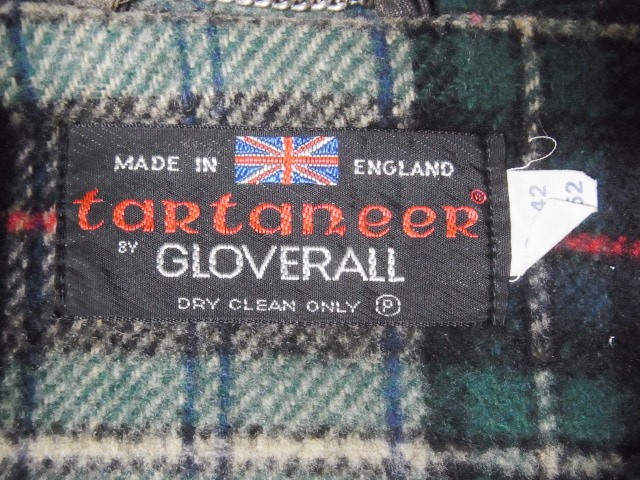 MADE IN ENGLAND
tartaneer®
BY GLOVERALL
DRY CLEAN ONLY Ⓟ
42 52